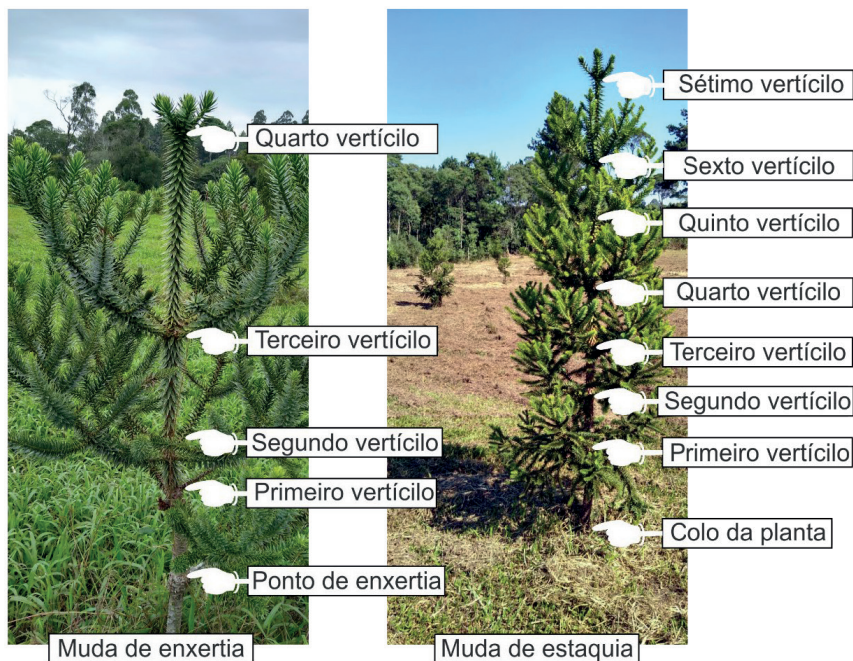 Quarto vertícilo
Terceiro vertícilo
Segundo vertícilo
Primeiro vertícilo
Ponto de enxertia
Muda de enxertia
Sétimo vertícilo
Sexto vertícilo
Quinto vertícilo
Quarto vertícilo
Terceiro vertícilo
Segundo vertícilo
Primeiro vertícilo
Colo da planta
Muda de estaquia